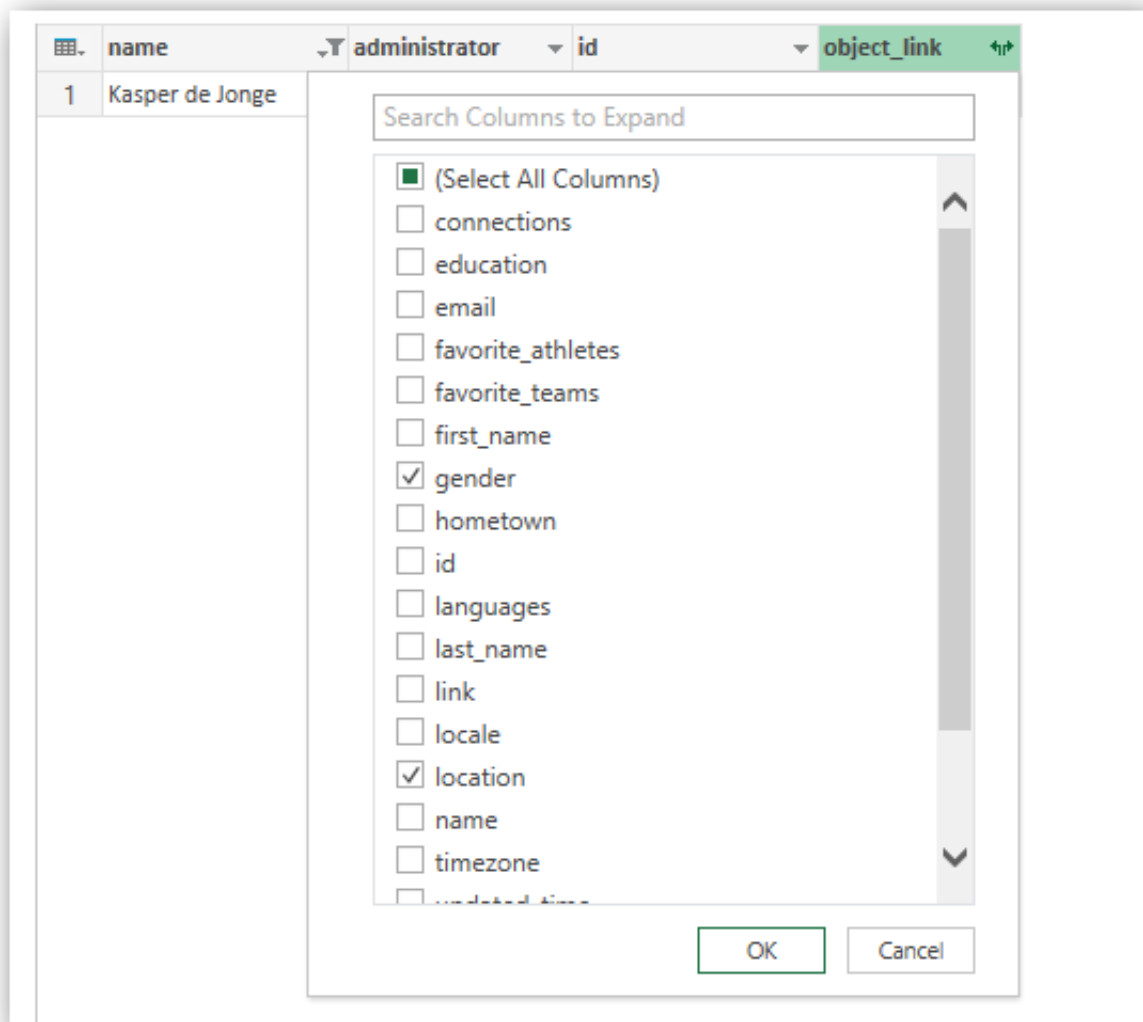 name administrator id object_link
1 Kasper de Jonge
Search Columns to Expand
(Select All Columns)
connections
education
email
favorite_athletes
favorite_teams
first_name
gender
hometown
id
languages
last_name
link
locale
location
name
timezone
updated_time
OK Cancel